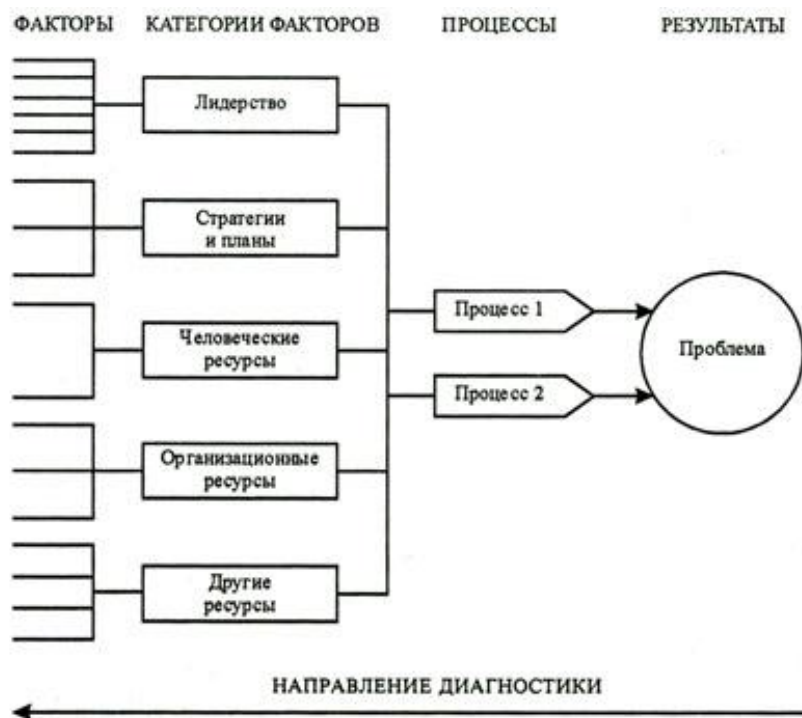 ФАКТОРЫ КАТЕГОРИИ ФАКТОРОВ ПРОЦЕССЫ РЕЗУЛЬТАТЫ
Лидерство
Стратегии
и планы
Процесс 1
Человеческие
ресурсы
Проблема
Процесс 2
Организационные
ресурсы
Другие
ресурсы
НАПРАВЛЕНИЕ ДИАГНОСТИКИ